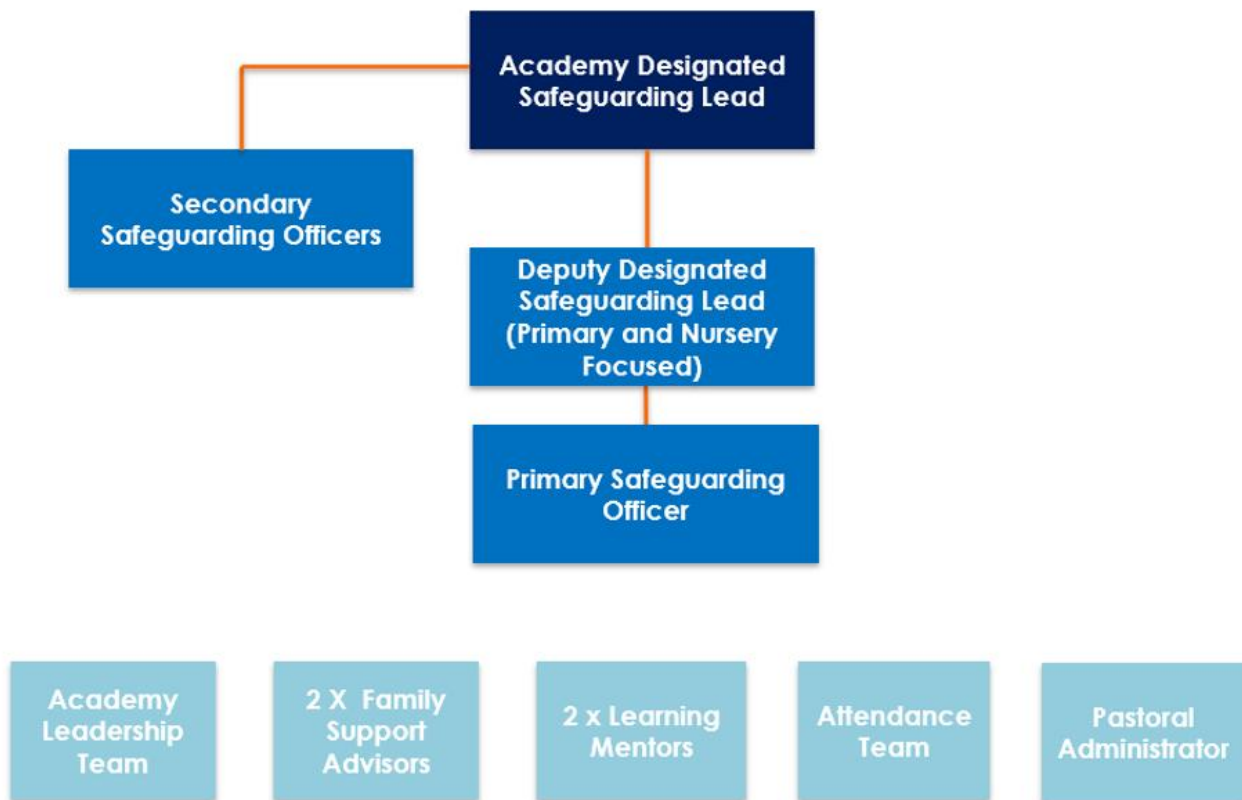 Academy Designated
Safeguarding Lead
Secondary
Safeguarding Officers
Deputy Designated
Safeguarding Lead
(Primary and Nursery
Focused)
Primary Safeguarding
Officer
Academy
Leadership
Team
2 X Family
Support
Advisors
2 x Learning
Mentors
Attendance
Team
Pastoral
Administrator